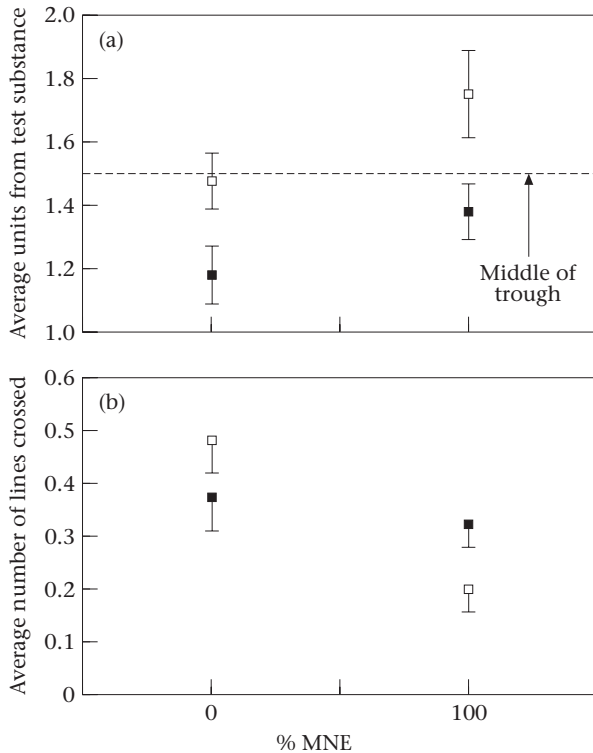 (a)
Average units from test substance
2.0
1.8
1.6
1.4
1.2
1.0
Middle of
trough
(b)
Average number of lines crossed
0.6
0.5
0.4
0.3
0.2
0.1
0
0
100
% MNE